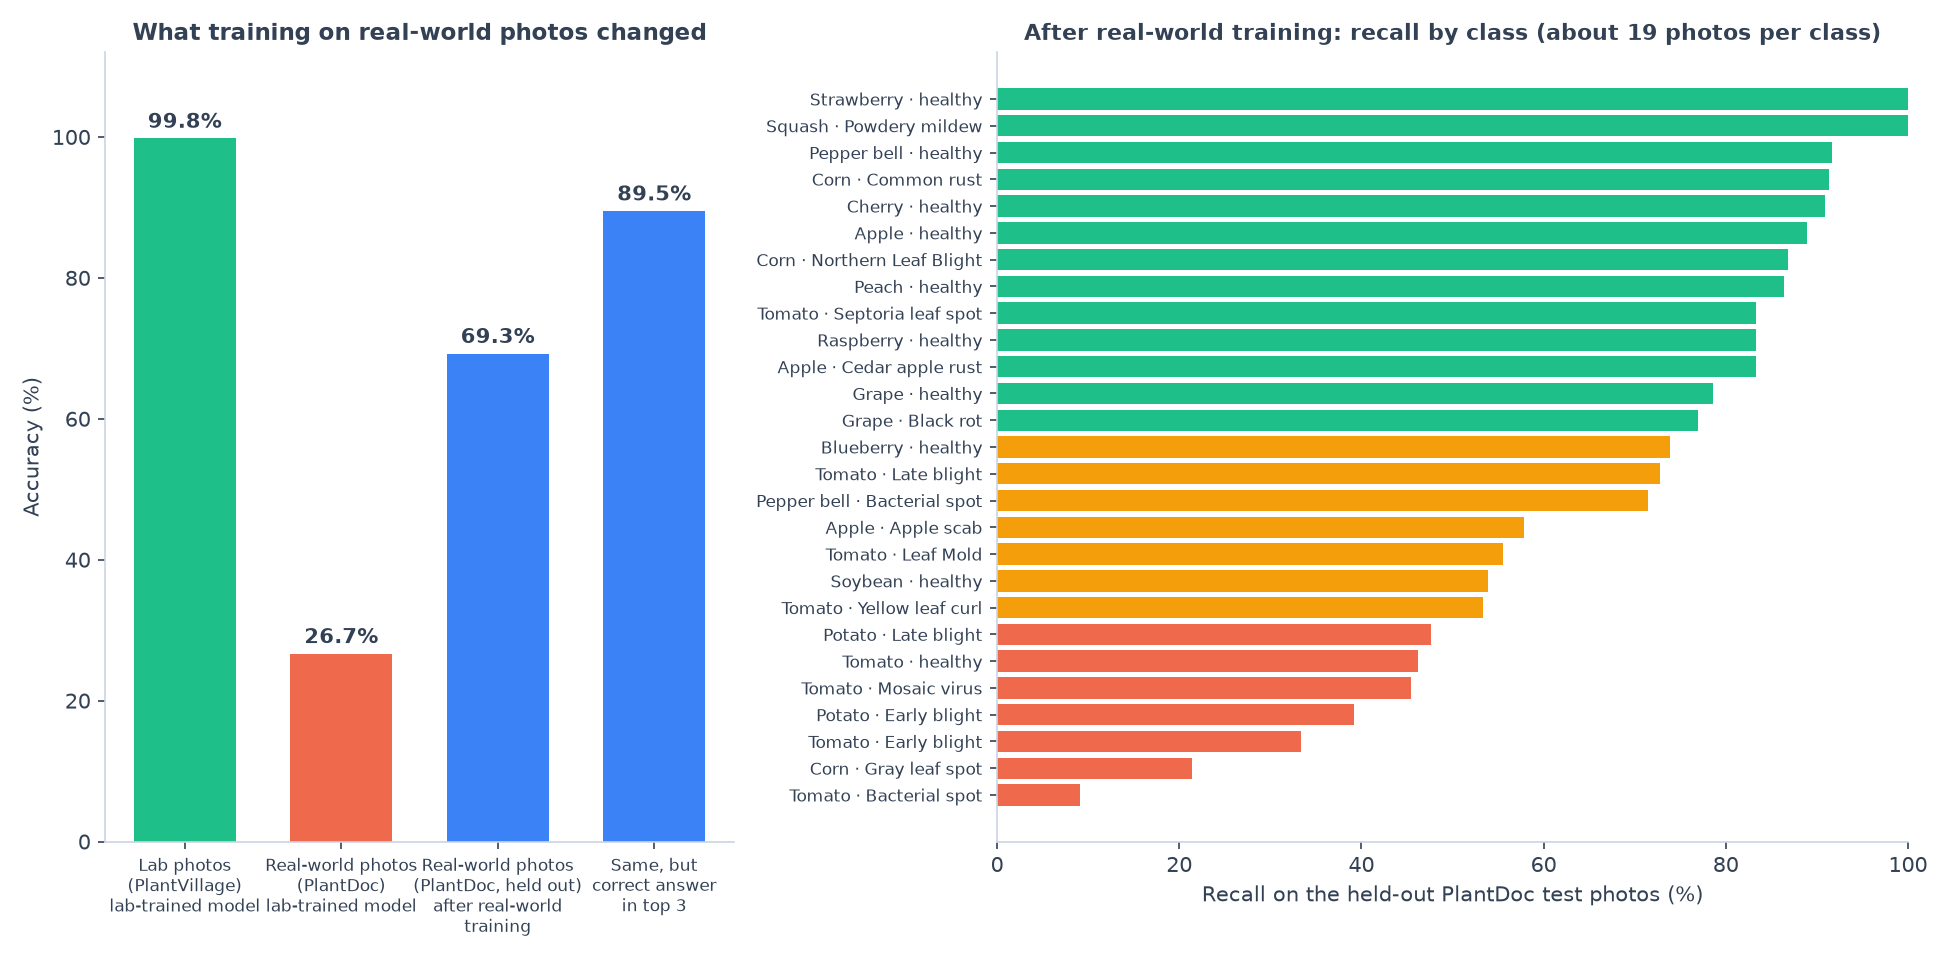 What training on real-world photos changed
Accuracy (%)
100
80
60
40
20
0
99.8%
26.7%
69.3%
89.5%
Lab photos
(PlantVillage)
lab-trained model
Real-world photos
(PlantDoc)
lab-trained model
Real-world photos
(PlantDoc, held out)
after real-world
training
Same, but
correct answer
in top 3
After real-world training: recall by class (about 19 photos per class)
Strawberry · healthy
Squash · Powdery mildew
Pepper bell · healthy
Corn · Common rust
Cherry · healthy
Apple · healthy
Corn · Northern Leaf Blight
Peach · healthy
Tomato · Septoria leaf spot
Raspberry · healthy
Apple · Cedar apple rust
Grape · healthy
Grape · Black rot
Blueberry · healthy
Tomato · Late blight
Pepper bell · Bacterial spot
Apple · Apple scab
Tomato · Leaf Mold
Soybean · healthy
Tomato · Yellow leaf curl
Potato · Late blight
Tomato · healthy
Tomato · Mosaic virus
Potato · Early blight
Tomato · Early blight
Corn · Gray leaf spot
Tomato · Bacterial spot
0 20 40 60 80 100
Recall on the held-out PlantDoc test photos (%)